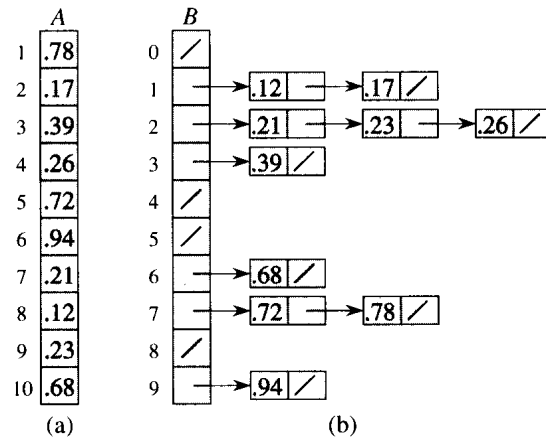 A B
1 .78 0 /
2 .17 1 .12 .17 /
3 .39 2 .21 .23 .26 /
4 .26 3 .39 /
5 .72 4 /
6 .94 5 /
7 .21 6 .68 /
8 .12 7 .72 .78 /
9 .23 8 /
10 .68 9 .94 /
(a) (b)